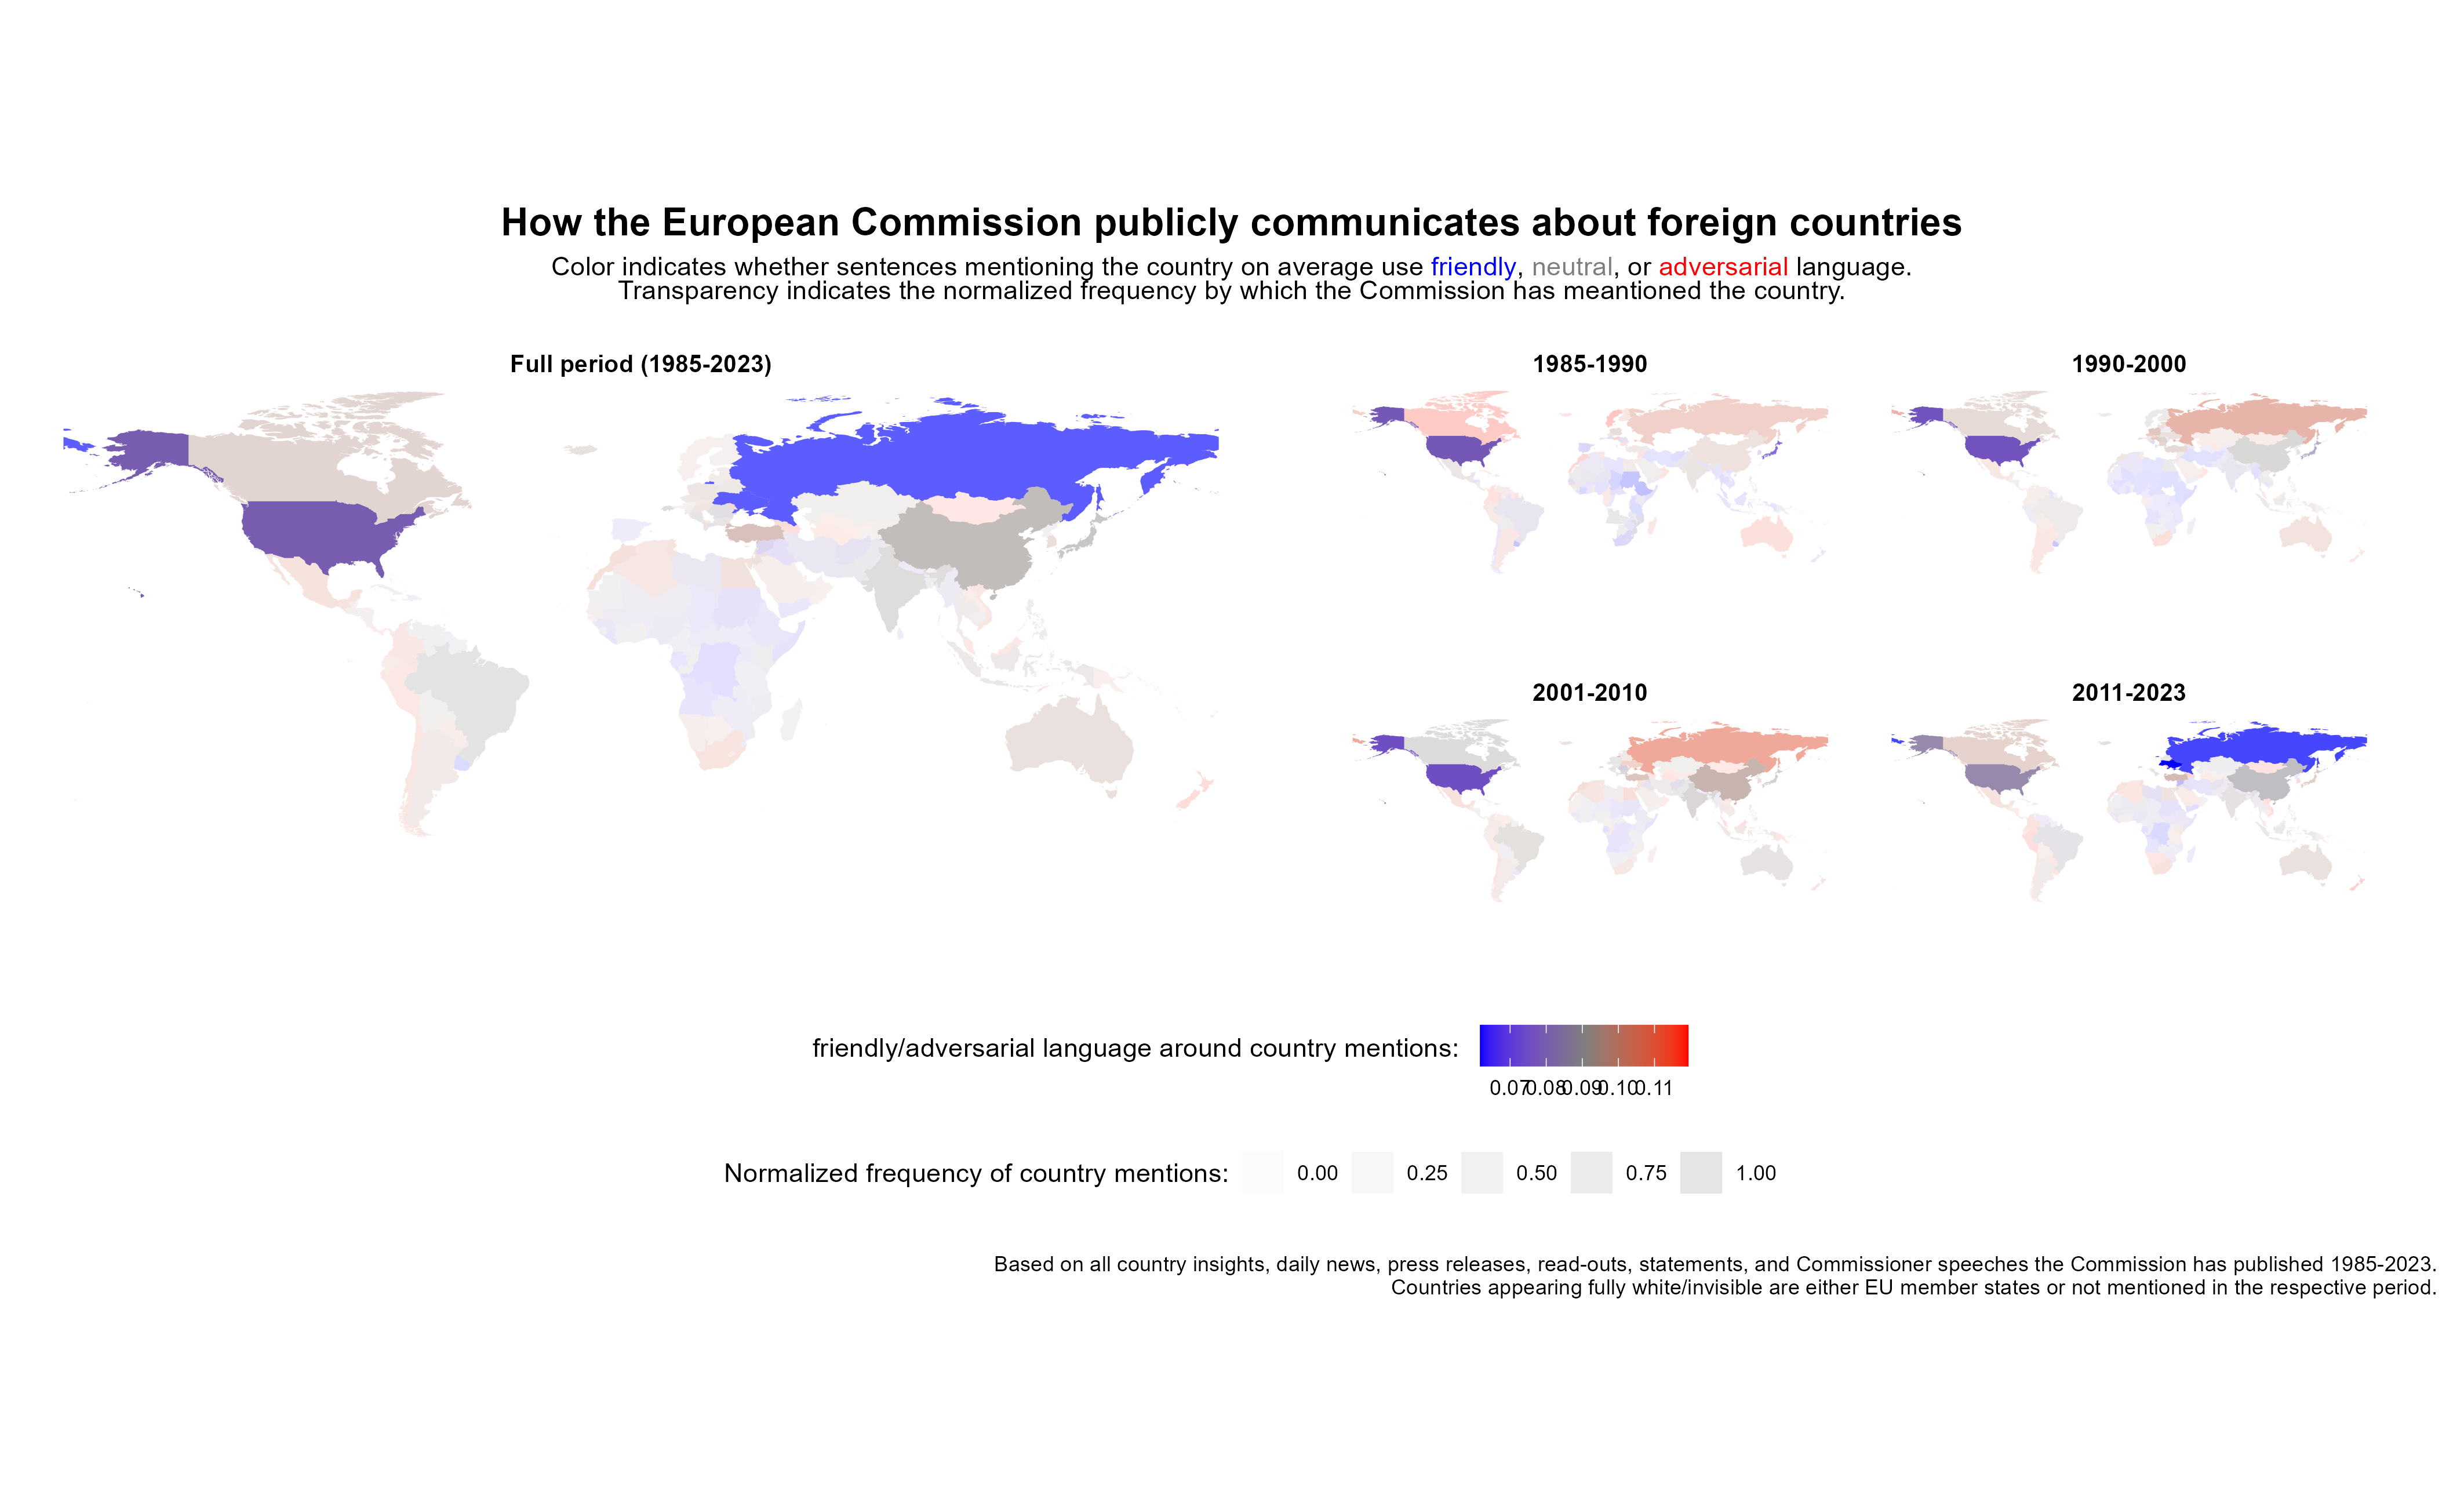 How the European Commission publicly communicates about foreign countries
Color indicates whether sentences mentioning the country on average use friendly, neutral, or adversarial language.
Transparency indicates the normalized frequency by which the Commission has meantioned the country.
Full period (1985-2023)
1985-1990
1990-2000
2001-2010
2011-2023
friendly/adversarial language around country mentions:
0.07 0.08 0.09 0.10 0.11
Normalized frequency of country mentions: 0.00 0.25 0.50 0.75 1.00
Based on all country insights, daily news, press releases, read-outs, statements, and Commissioner speeches the Commission has published 1985-2023.
Countries appearing fully white/invisible are either EU member states or not mentioned in the respective period.